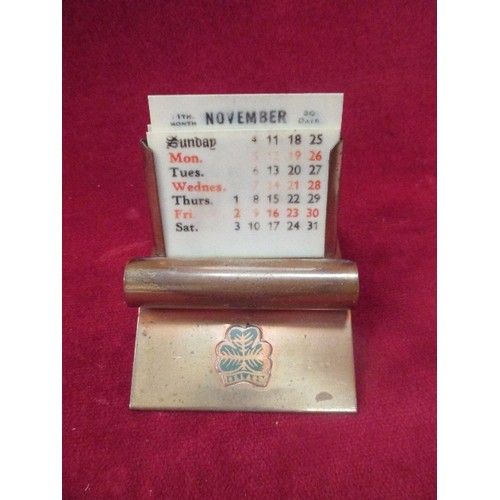 11TH. MONTH NOVEMBER 30 DAYS
Sunday 4 11 18 25
Mon. 5 12 19 26
Tues. 6 13 20 27
Wednes. 7 14 21 28
Thurs. 1 8 15 22 29
Fri. 2 9 16 23 30
Sat. 3 10 17 24 31
IRELAND